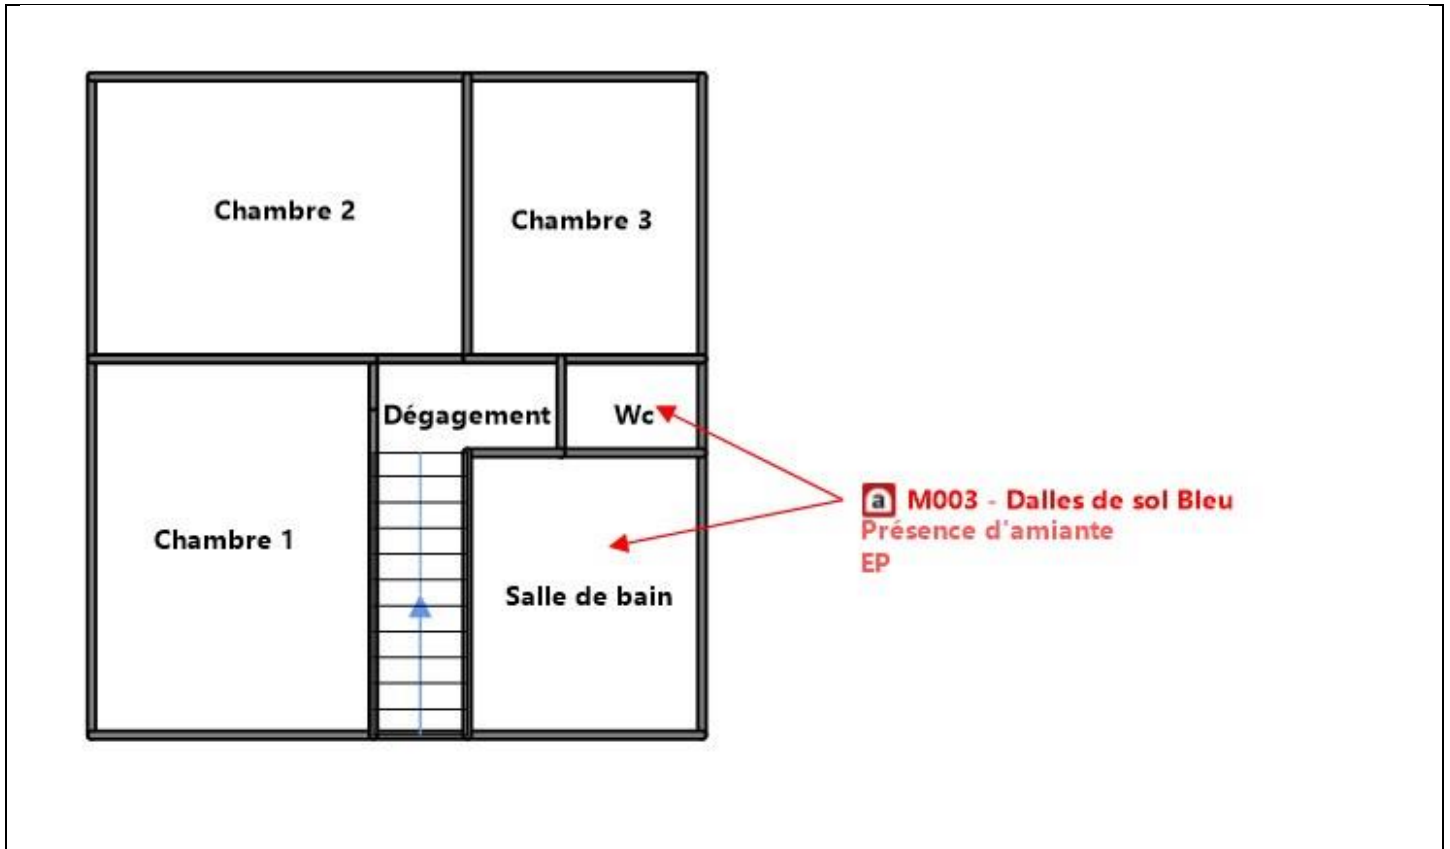 Chambre 2
Chambre 3
Dégagement
Wc
a M003 - Dalles de sol Bleu
Présence d'amiante
EP
Chambre 1
Salle de bain